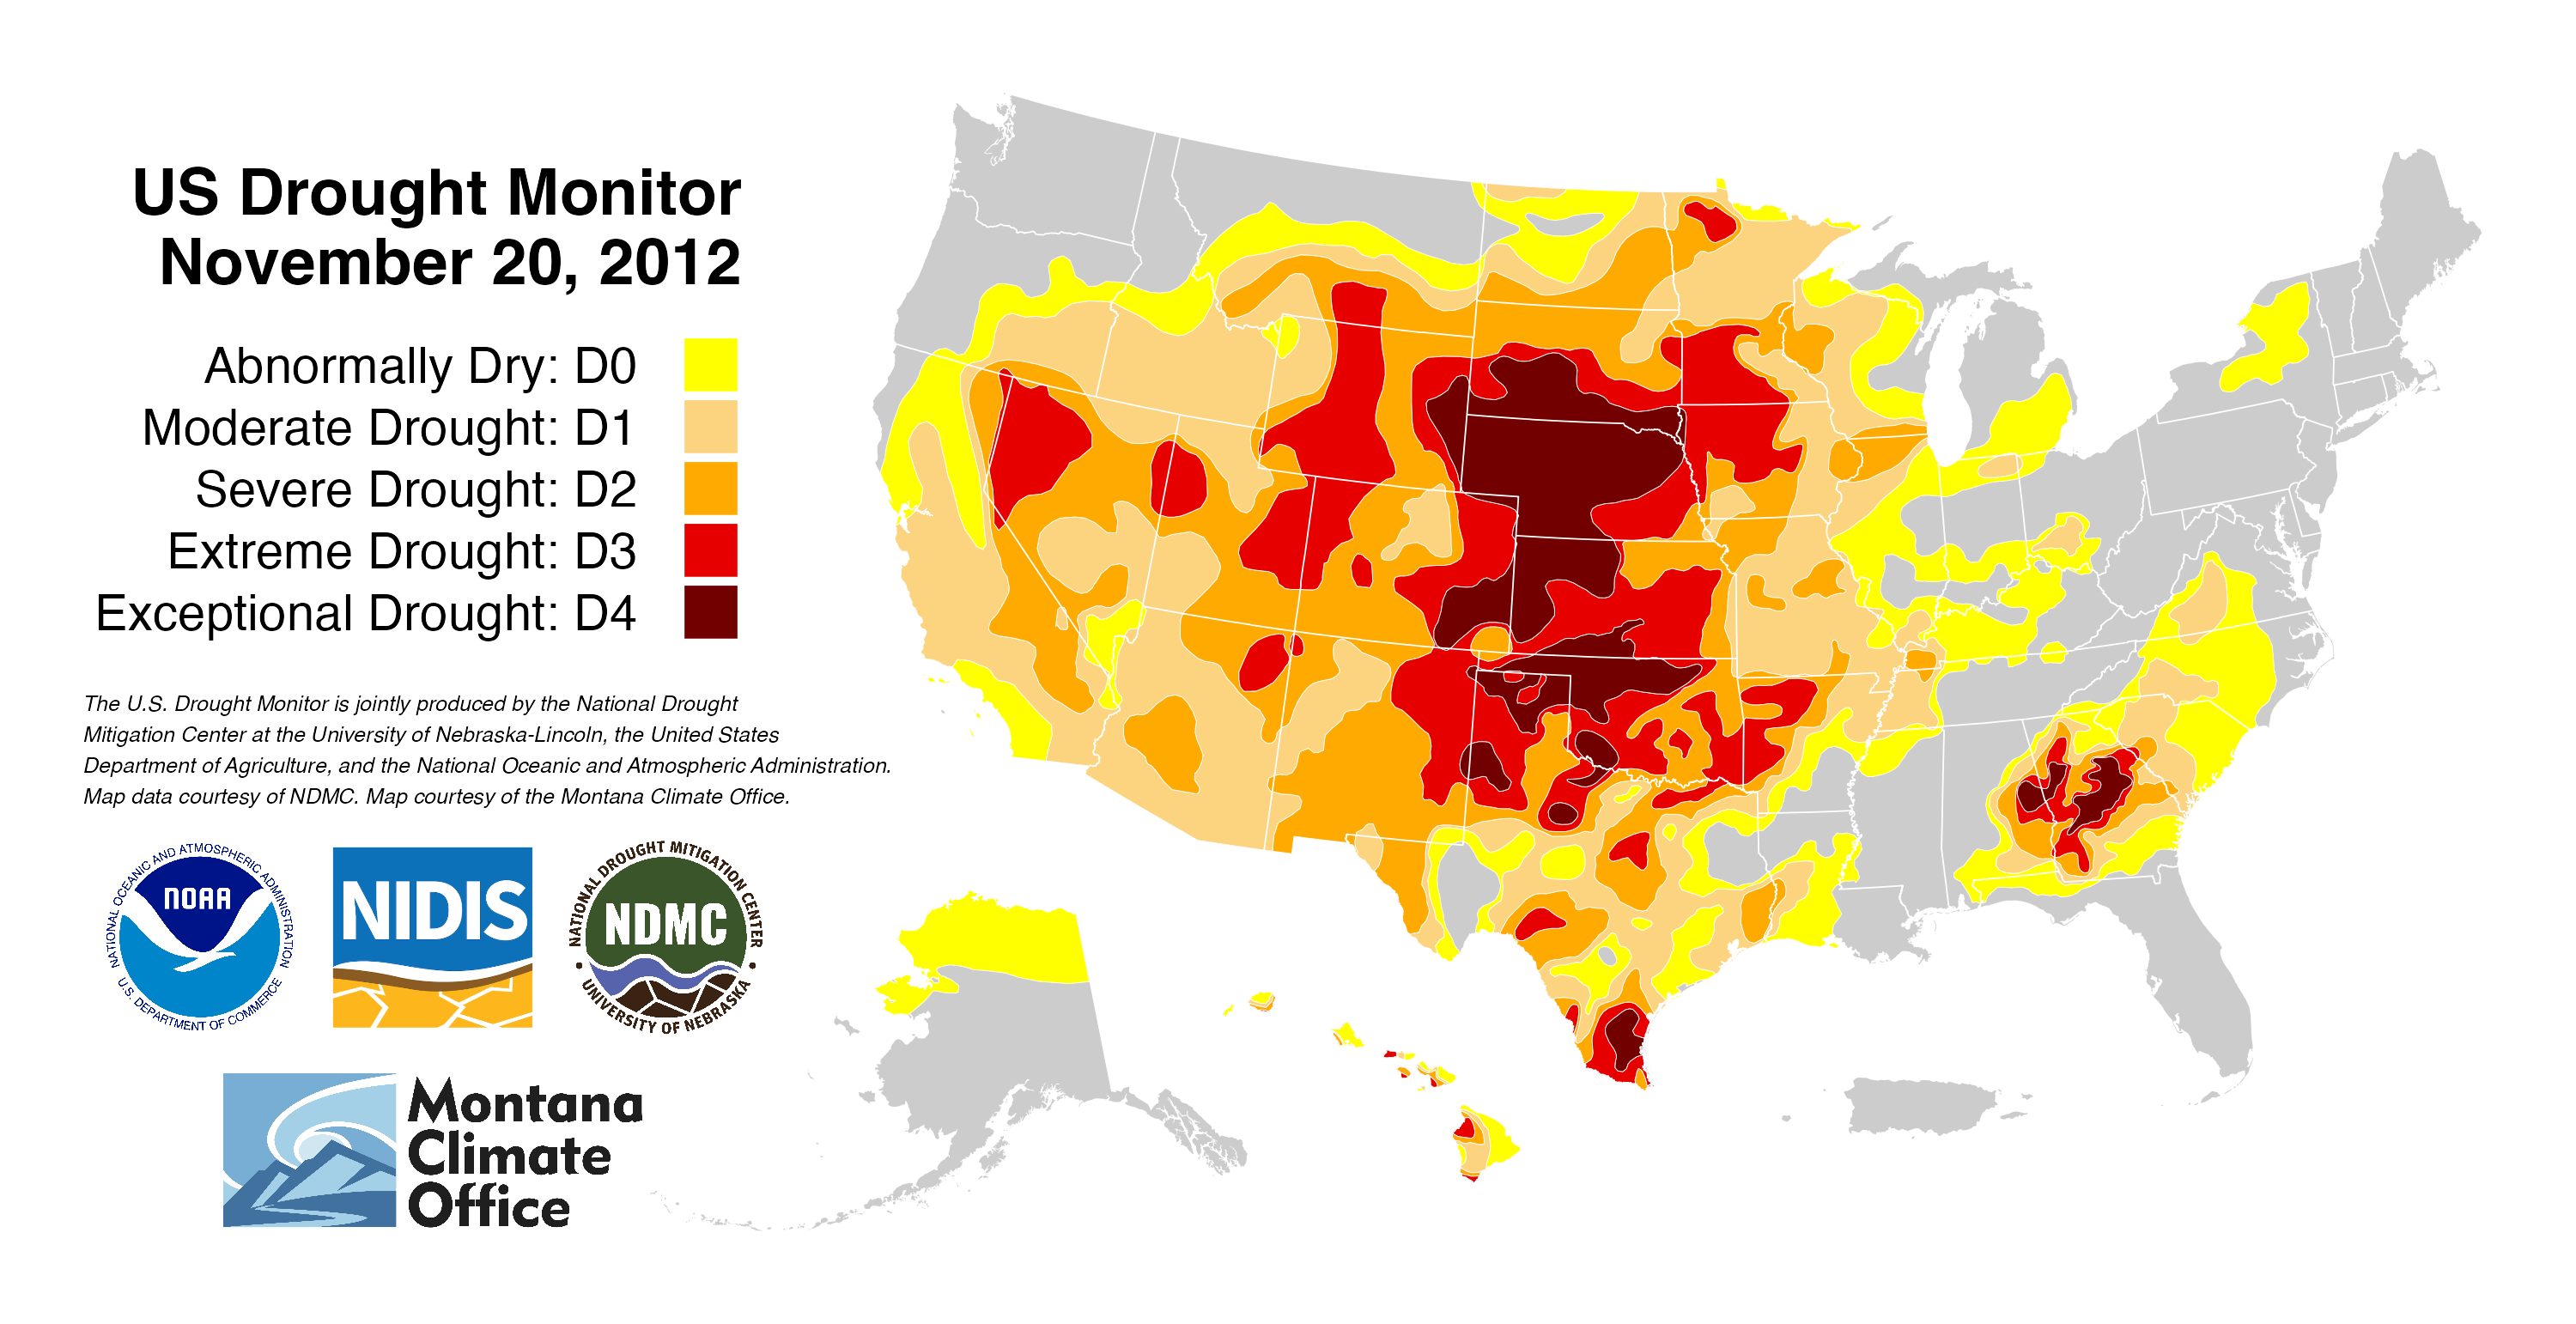 US Drought Monitor
November 20, 2012
Abnormally Dry: D0
Moderate Drought: D1
Severe Drought: D2
Extreme Drought: D3
Exceptional Drought: D4
The U.S. Drought Monitor is jointly produced by the National Drought
Mitigation Center at the University of Nebraska-Lincoln, the United States
Department of Agriculture, and the National Oceanic and Atmospheric Administration.
Map data courtesy of NDMC. Map courtesy of the Montana Climate Office.
NATIONAL OCEANIC AND ATMOSPHERIC ADMINISTRATION
NOAA
U.S. DEPARTMENT OF COMMERCE
NIDIS
NATIONAL DROUGHT MITIGATION CENTER
NDMC
UNIVERSITY OF NEBRASKA
Montana
Climate
Office